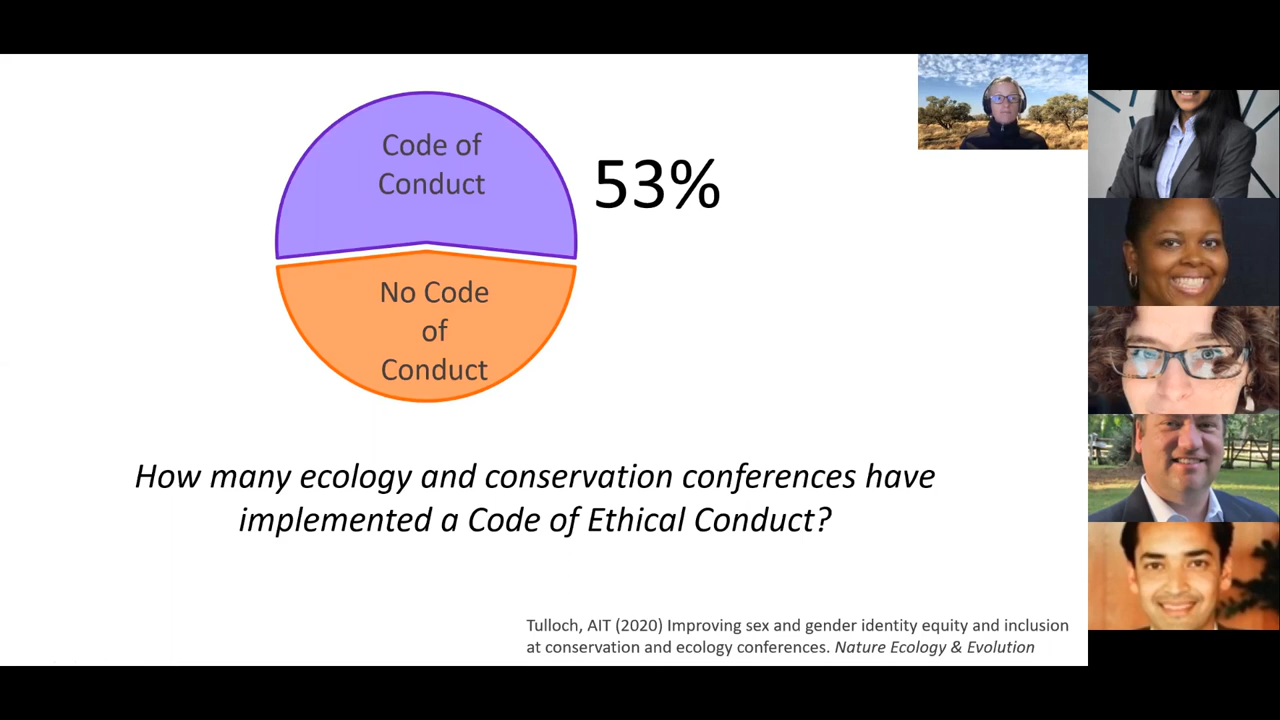 Code of
Conduct
53%
No Code
of
Conduct
How many ecology and conservation conferences have
implemented a Code of Ethical Conduct?
Tulloch, AIT (2020) Improving sex and gender identity equity and inclusion
at conservation and ecology conferences. Nature Ecology & Evolution